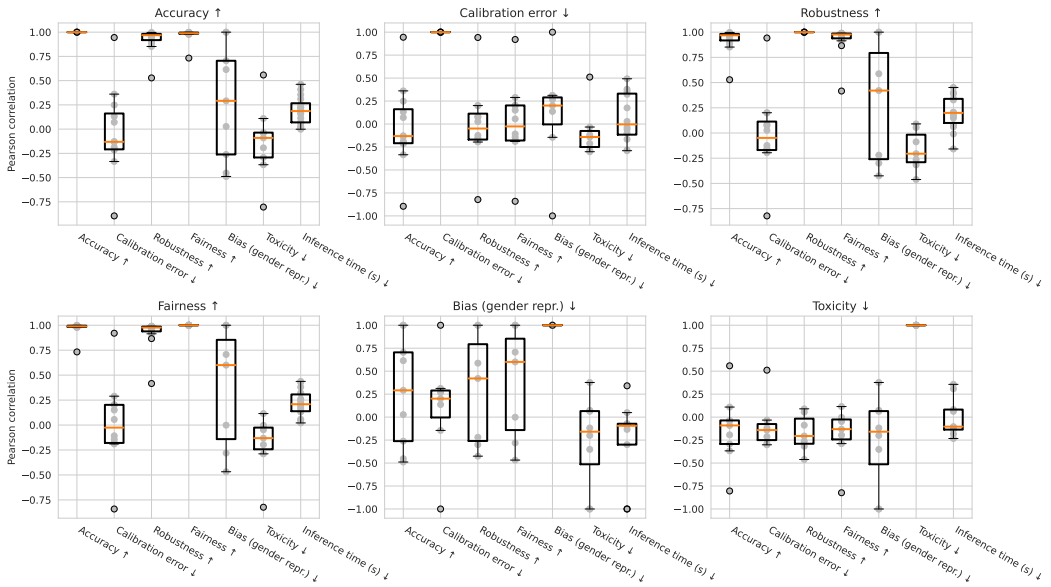 Accuracy ↑
Calibration error ↓
Robustness ↑
Pearson correlation
1.00
0.75
0.50
0.25
0.00
−0.25
−0.50
−0.75
1.00
0.75
0.50
0.25
0.00
−0.25
−0.50
−0.75
−1.00
1.00
0.75
0.50
0.25
0.00
−0.25
−0.50
−0.75
Accuracy ↑
Calibration error ↓
Robustness ↑
Fairness ↑
Bias (gender repr.) ↓
Toxicity ↓
Inference time (s) ↓
Accuracy ↑
Calibration error ↓
Robustness ↑
Fairness ↑
Bias (gender repr.) ↓
Toxicity ↓
Inference time (s) ↓
Accuracy ↑
Calibration error ↓
Robustness ↑
Fairness ↑
Bias (gender repr.) ↓
Toxicity ↓
Inference time (s) ↓
Fairness ↑
Bias (gender repr.) ↓
Toxicity ↓
Pearson correlation
1.00
0.75
0.50
0.25
0.00
−0.25
−0.50
−0.75
1.00
0.75
0.50
0.25
0.00
−0.25
−0.50
−0.75
−1.00
1.00
0.75
0.50
0.25
0.00
−0.25
−0.50
−0.75
−1.00
Accuracy ↑
Calibration error ↓
Robustness ↑
Fairness ↑
Bias (gender repr.) ↓
Toxicity ↓
Inference time (s) ↓
Accuracy ↑
Calibration error ↓
Robustness ↑
Fairness ↑
Bias (gender repr.) ↓
Toxicity ↓
Inference time (s) ↓
Accuracy ↑
Calibration error ↓
Robustness ↑
Fairness ↑
Bias (gender repr.) ↓
Toxicity ↓
Inference time (s) ↓